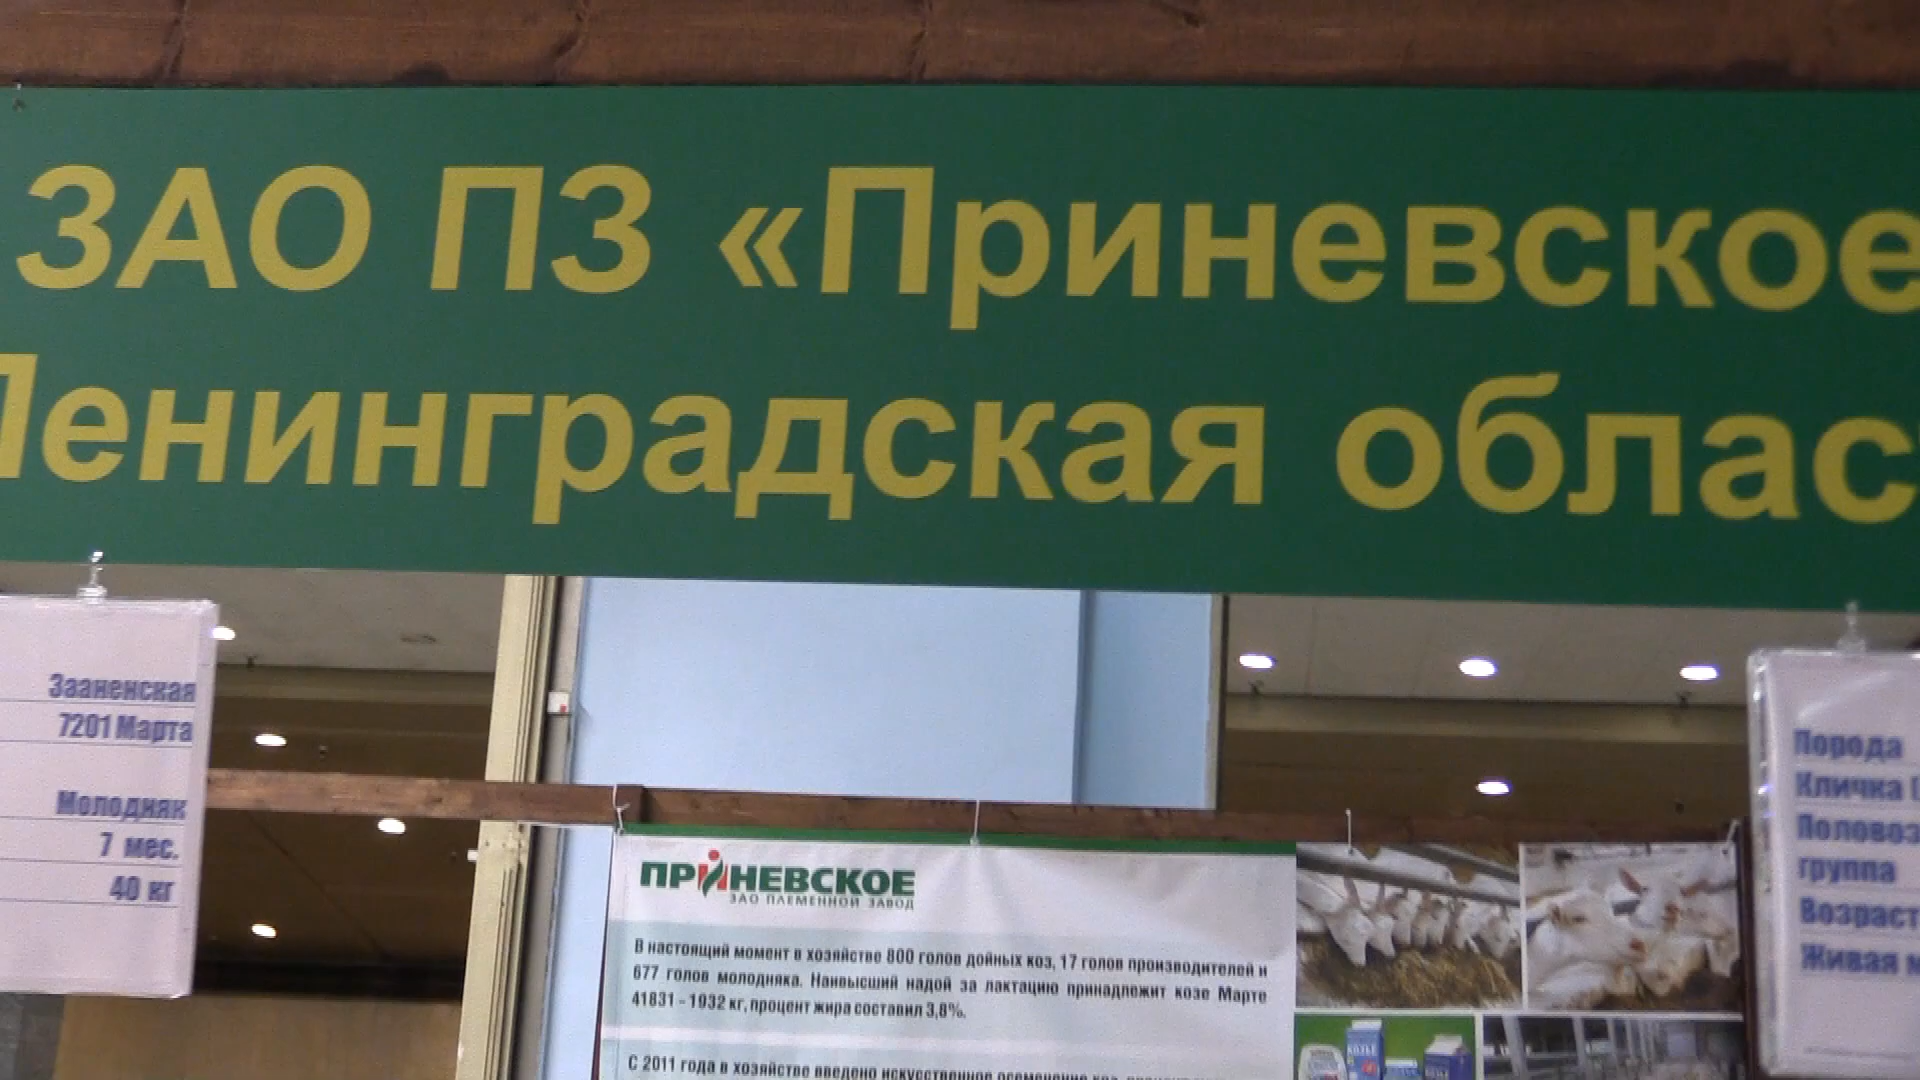 ЗАО ПЗ «Приневское
Ленинградская облас
Зааненская
7201 Марта
Молодняк
7 мес.
40 кг
Порода
Кличка
группа
Возраст
Живая
ПРИНЕВСКОЕ
ЗАО ПЛЕМЕННОЙ ЗАВОД
В настоящий момент в хозяйстве 800 голов дойных коз, 17 голов производителей и
677 голов молодняка. Наивысший надой за лактацию принадлежит козе Марте
41831 - 1932 кг, процент жира составил 3,8%.
С 2011 года в хозяйстве введено искусственное осеменение коз,
КОЗЬЕ